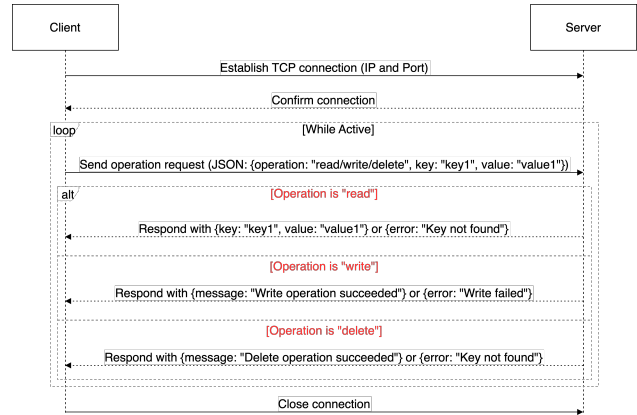 Client
Server
Establish TCP connection (IP and Port)
Confirm connection
loop
[While Active]
Send operation request (JSON: {operation: "read/write/delete", key: "key1", value: "value1"})
alt
[Operation is "read"]
Respond with {key: "key1", value: "value1"} or {error: "Key not found"}
[Operation is "write"]
Respond with {message: "Write operation succeeded"} or {error: "Write failed"}
[Operation is "delete"]
Respond with {message: "Delete operation succeeded"} or {error: "Key not found"}
Close connection